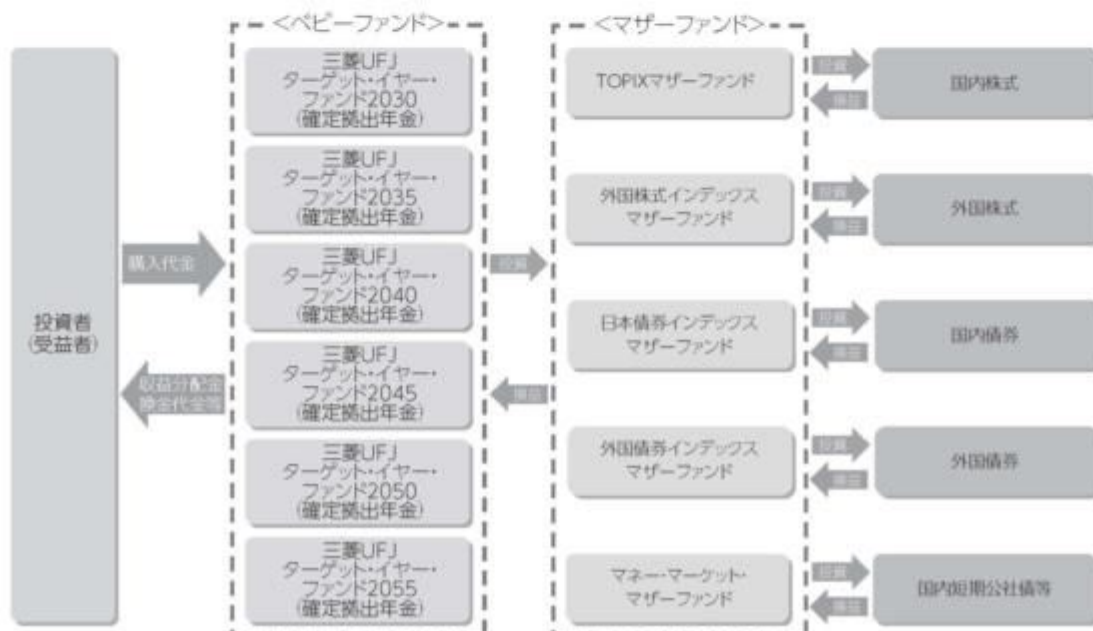 <ベビーファンド>
<マザーファンド>
投資者
(受益者)
購入代金
収益分配金
換金代金等
三菱UFJ
ターゲット・イヤー・
ファンド2030
(確定拠出年金)
三菱UFJ
ターゲット・イヤー・
ファンド2035
(確定拠出年金)
三菱UFJ
ターゲット・イヤー・
ファンド2040
(確定拠出年金)
三菱UFJ
ターゲット・イヤー・
ファンド2045
(確定拠出年金)
三菱UFJ
ターゲット・イヤー・
ファンド2050
(確定拠出年金)
三菱UFJ
ターゲット・イヤー・
ファンド2055
(確定拠出年金)
投資
損益
TOPIXマザーファンド
投資
損益
国内株式
外国株式インデックス
マザーファンド
投資
損益
外国株式
日本債券インデックス
マザーファンド
投資
損益
国内債券
外国債券インデックス
マザーファンド
投資
損益
外国債券
マネー・マーケット・
マザーファンド
投資
損益
国内短期公社債等